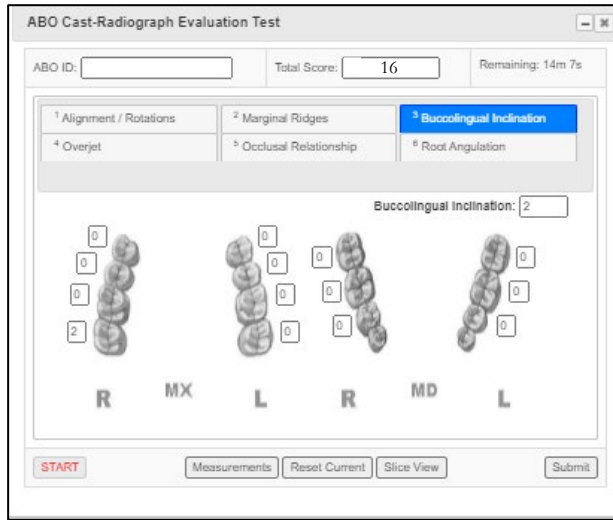 ABO Cast-Radiograph Evaluation Test
ABO ID:
Total Score: 16
Remaining: 14m 7s
1 Alignment / Rotations
2 Marginal Ridges
3 Buccolingual Inclination
4 Overjet
5 Occlusal Relationship
6 Root Angulation
Buccolingual Inclination: 2
0 0 0 2
0 0 0 0
0 0 0
0 0 0
R MX L R MD L
START
Measurements
Reset Current
Slice View
Submit